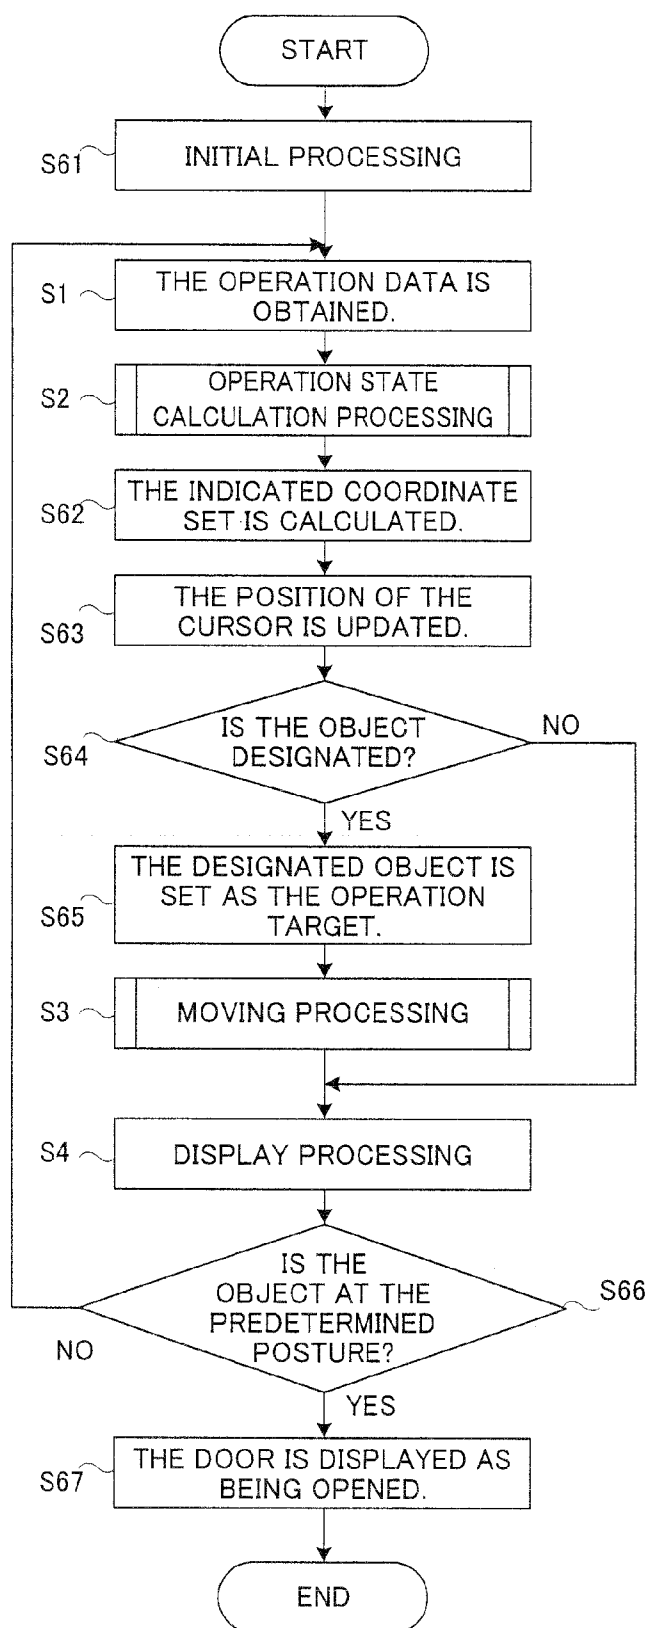 START
S61
INITIAL PROCESSING
S1
THE OPERATION DATA IS
OBTAINED.
S2
OPERATION STATE
CALCULATION PROCESSING
S62
THE INDICATED COORDINATE
SET IS CALCULATED.
S63
THE POSITION OF THE
CURSOR IS UPDATED.
S64
IS THE OBJECT
DESIGNATED?
NO
YES
S65
THE DESIGNATED OBJECT IS
SET AS THE OPERATION
TARGET.
S3
MOVING PROCESSING
S4
DISPLAY PROCESSING
IS THE
OBJECT AT THE
PREDETERMINED
POSTURE?
S66
NO
YES
S67
THE DOOR IS DISPLAYED AS
BEING OPENED.
END